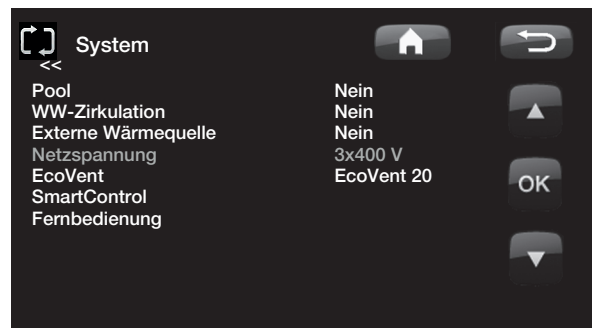 System
<<
Pool Nein
WW-Zirkulation Nein
Externe Wärmequelle Nein
Netzspannung 3x400 V
EcoVent EcoVent 20
SmartControl
Fernbedienung
OK